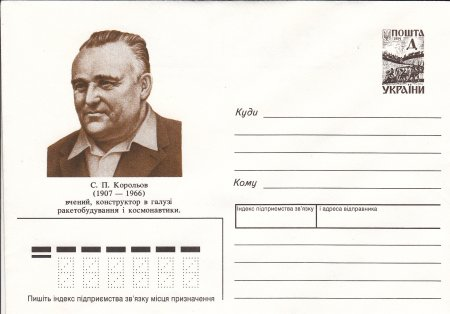 ПОШТА
Д
УКРАЇНИ
Куди
Кому
С. П. Корольов
(1907 — 1966)
вчений, конструктор в галузі
ракетобудування і космонавтики.
Індекс підприємства зв'язку і адреса відправника
Пишіть індекс підприємства зв'язку місця призначення